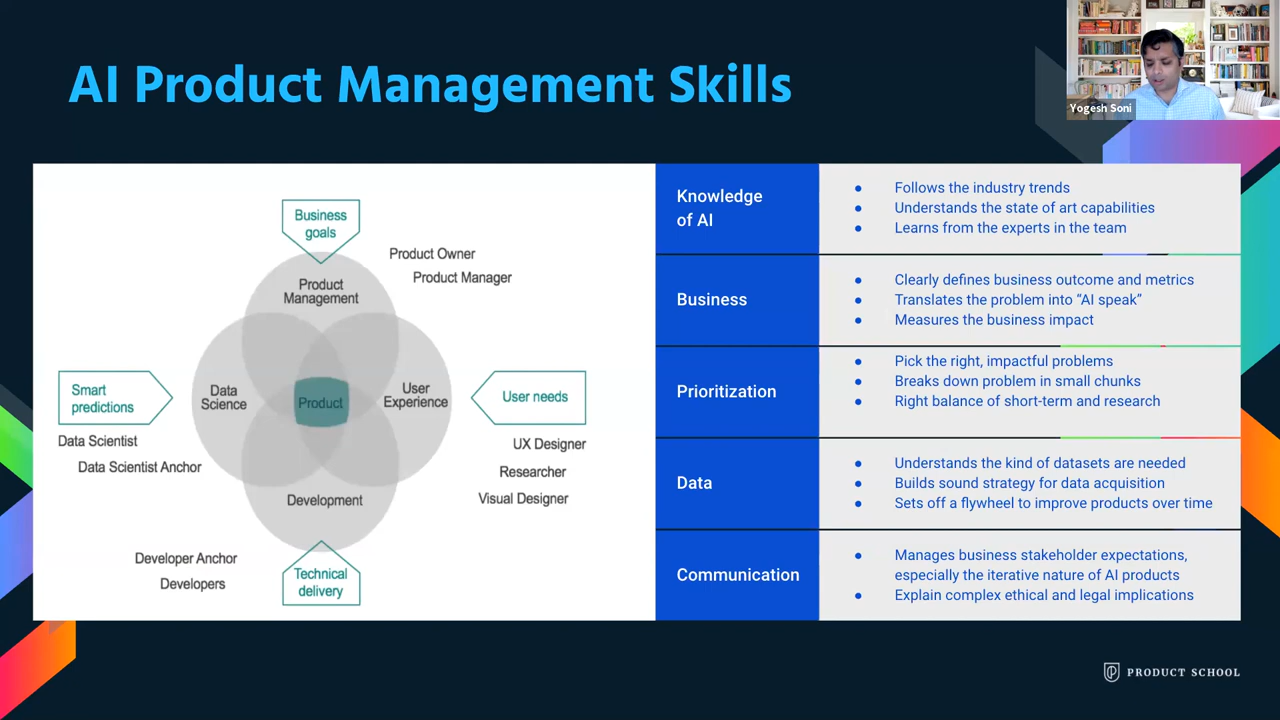 AI Product Management Skills
Yogesh Soni
Business
goals
Product Owner
Product Manager
Product
Management
Smart
predictions
Data
Science
Product
User
Experience
User needs
Data Scientist
Data Scientist Anchor
UX Designer
Researcher
Visual Designer
Development
Developer Anchor
Developers
Technical
delivery
Knowledge
of AI
● Follows the industry trends
● Understands the state of art capabilities
● Learns from the experts in the team
Business
● Clearly defines business outcome and metrics
● Translates the problem into “AI speak”
● Measures the business impact
Prioritization
● Pick the right, impactful problems
● Breaks down problem in small chunks
● Right balance of short-term and research
Data
● Understands the kind of datasets are needed
● Builds sound strategy for data acquisition
● Sets off a flywheel to improve products over time
Communication
● Manages business stakeholder expectations,
especially the iterative nature of AI products
● Explain complex ethical and legal implications
PRODUCT SCHOOL